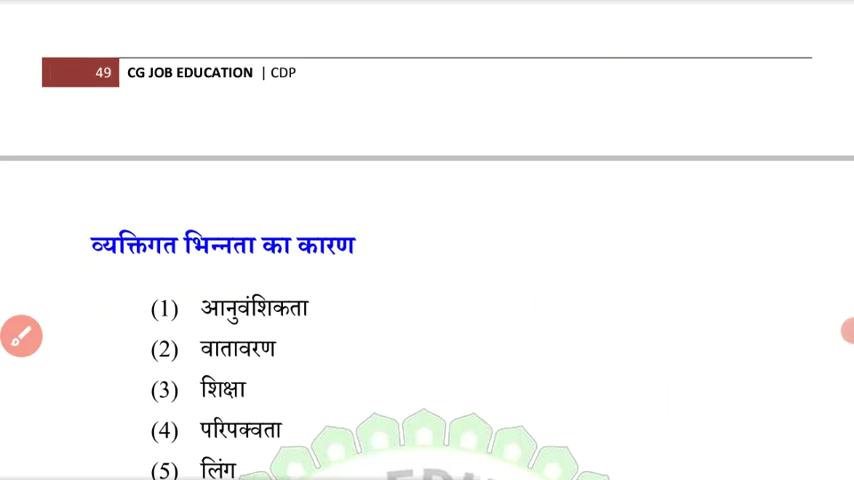 49 CG JOB EDUCATION | CDP
व्यक्तिगत भिन्नता का कारण
(1) आनुवंशिकता
(2) वातावरण
(3) शिक्षा
(4) परिपक्वता
(5) लिंग